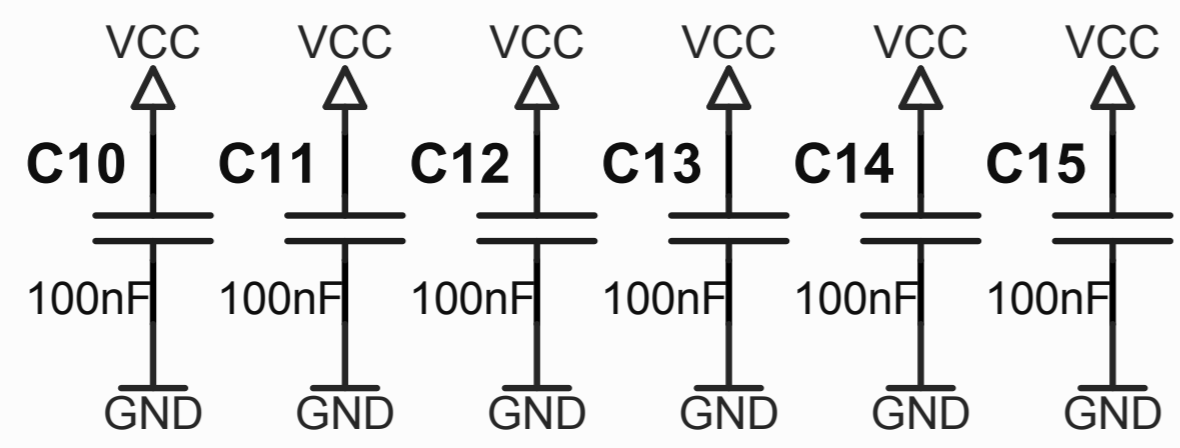 VCC VCC VCC VCC VCC VCC
C10 C11 C12 C13 C14 C15
100nF 100nF 100nF 100nF 100nF 100nF
GND GND GND GND GND GND